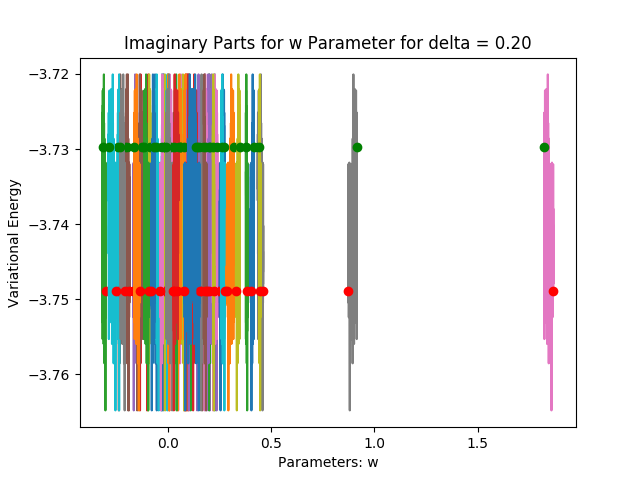 Imaginary Parts for w Parameter for delta = 0.20
Variational Energy
−3.72
−3.73
−3.74
−3.75
−3.76
0.0 0.5 1.0 1.5
Parameters: w